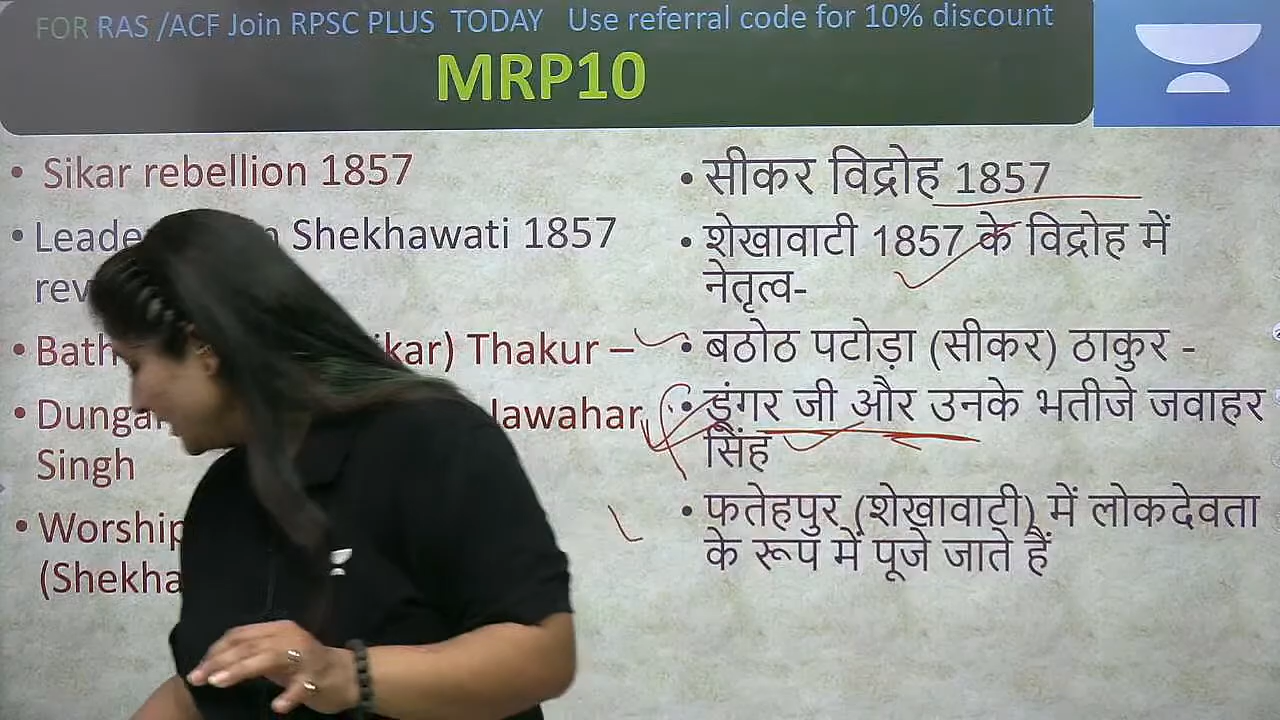 FOR RAS /ACF Join RPSC PLUS TODAY Use referral code for 10% discount
MRP10
• Sikar rebellion 1857
• Leade Shekhawati 1857
rev
• Bath kar) Thakur –
• Dungar Jawahar
Singh
• Worship
(Shekha
• सीकर विद्रोह 1857
• शेखावाटी 1857 के विद्रोह में
नेतृत्व-
• बठोठ पटोड़ा (सीकर) ठाकुर -
• डूंगर जी और उनके भतीजे जवाहर
सिंह
• फतेहपुर (शेखावाटी) में लोकदेवता
के रूप में पूजे जाते हैं